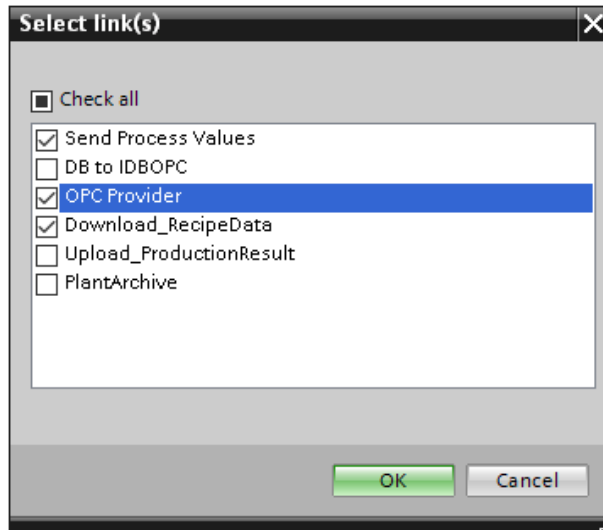 Select link(s)
Check all
Send Process Values
DB to IDBOPC
OPC Provider
Download_RecipeData
Upload_ProductionResult
PlantArchive
OK
Cancel